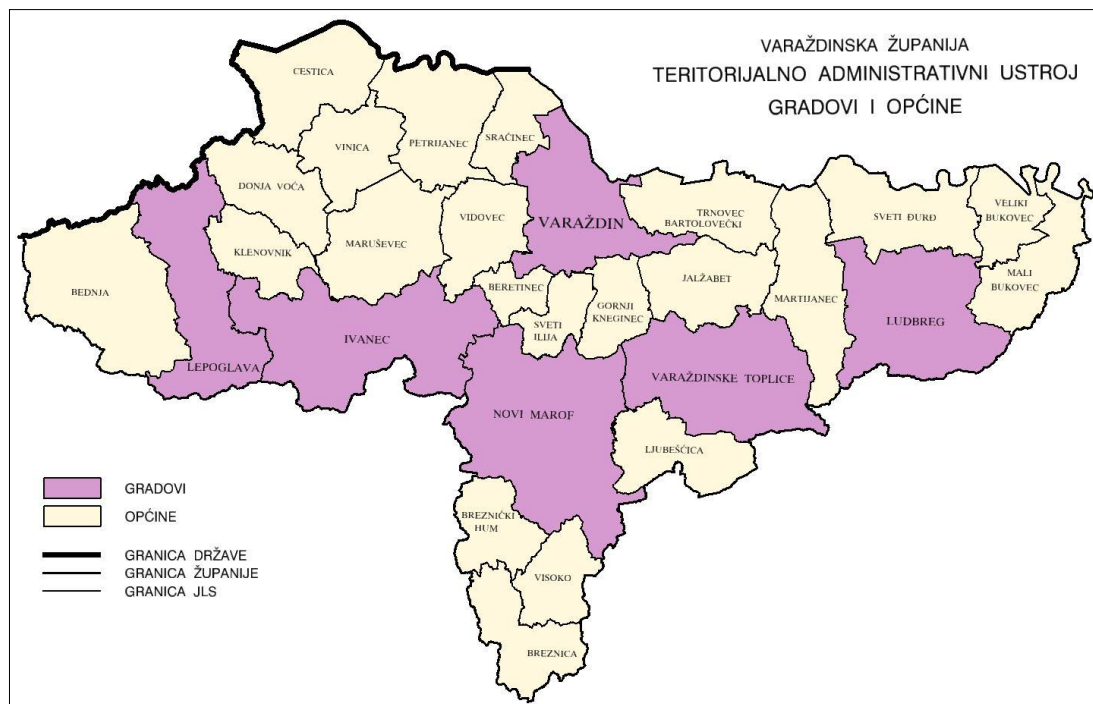 VARAŽDINSKA ŽUPANIJA
TERITORIJALNO ADMINISTRATIVNI USTROJ
GRADOVI I OPĆINE
CESTICA
VINICA
PETRIJANEC
SRAČINEC
DONJA VOĆA
VIDOVEC
VARAŽDIN
TRNOVEC
BARTOLOVEČKI
SVETI ĐURĐ
VELIKI
BUKOVEC
KLENOVNIK
MARUŠEVEC
BEDNJA
BERETINEC
JALŽABET
MARTIJANEC
MALI
BUKOVEC
GORNJI
KNEGINEC
SVETI
ILIJA
LUDBREG
IVANEC
LEPOGLAVA
VARAŽDINSKE TOPLICE
NOVI MAROF
LJUBEŠĆICA
BREZNIČKI
HUM
VISOKO
BREZNICA
GRADOVI
OPĆINE
GRANICA DRŽAVE
GRANICA ŽUPANIJE
GRANICA JLS